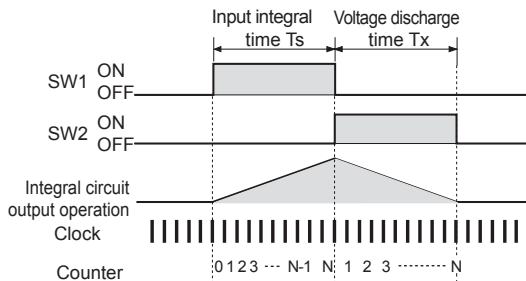 Input integral
time Ts
Voltage discharge
time Tx
SW1 ON
OFF
SW2 ON
OFF
Integral circuit
output operation
Clock
Counter 0 1 2 3 --- N-1 N 1 2 3 --------- N